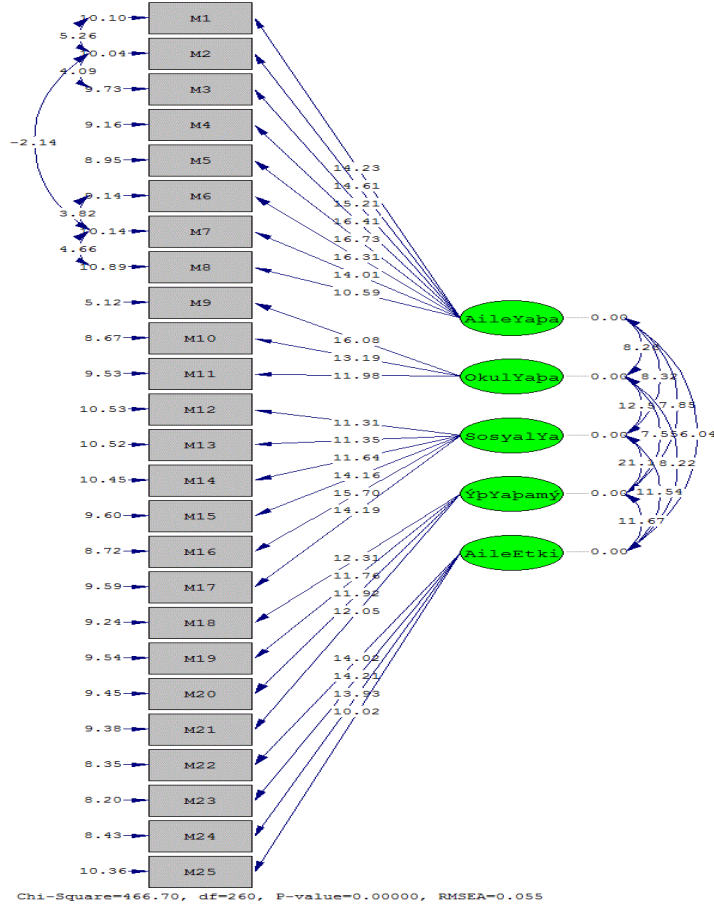 10.10 M1
5.26
10.04 M2
4.09
9.73 M3
9.16 M4
-2.14
8.95 M5
14.23
14.61
9.14 M6
15.21
3.82
16.41
0.14 M7
16.73
4.66
16.31
10.89 M8
14.01
10.59
5.12 M9
AileYaþa 0.00
8.67 M10
16.08
8.32
13.19
9.53 M11
11.98
OkulYaþa 0.00
10.53 M12
11.31
7.85
11.35
10.52 M13
11.64
SosyalYa 0.00
6.04
14.16
10.45 M14
15.70
8.22
14.19
9.60 M15
ÝþYaþamý 0.00
11.54
8.72 M16
11.67
12.31
AileEtki 0.00
9.59 M17
11.76
11.92
9.24 M18
12.05
9.54 M19
14.02
14.21
9.45 M20
13.93
10.02
9.38 M21
8.35 M22
8.20 M23
8.43 M24
10.36 M25
Chi-Square=466.70, df=260, P-value=0.00000, RMSEA=0.055